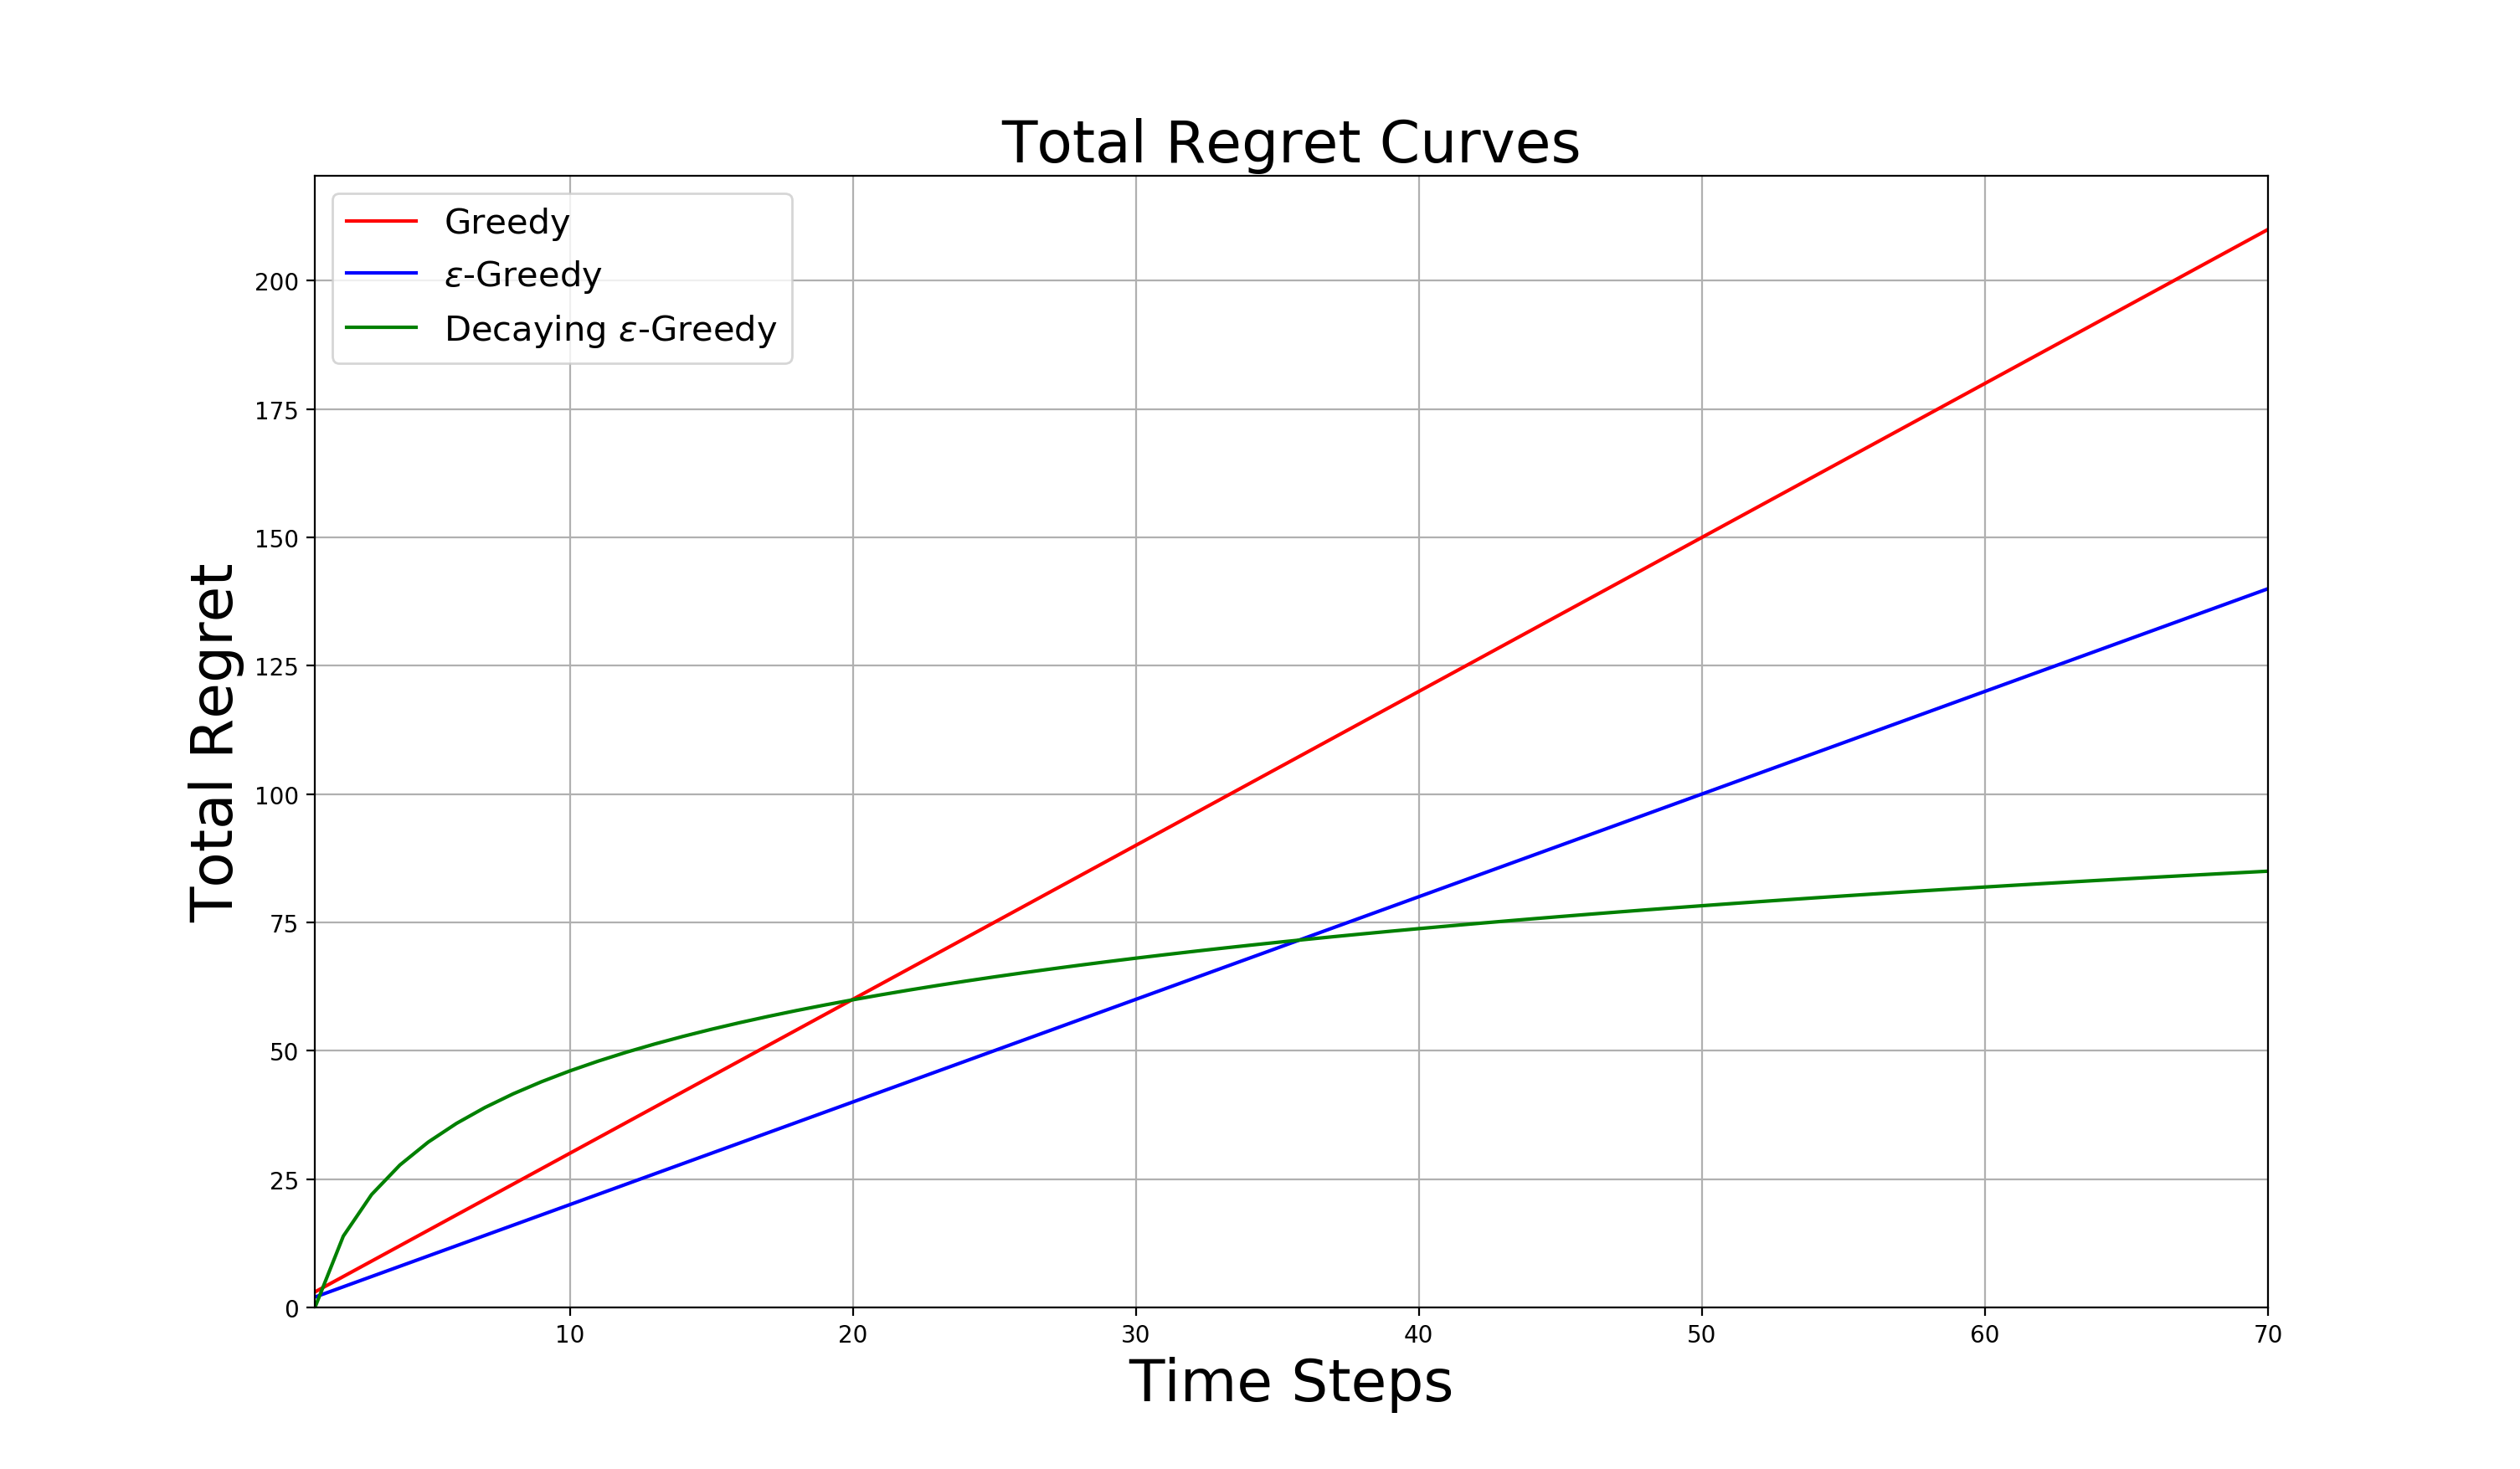 Total Regret Curves
Greedy
ε-Greedy
Decaying ε-Greedy
Total Regret
200
175
150
125
100
75
50
25
0
10 20 30 40 50 60 70
Time Steps